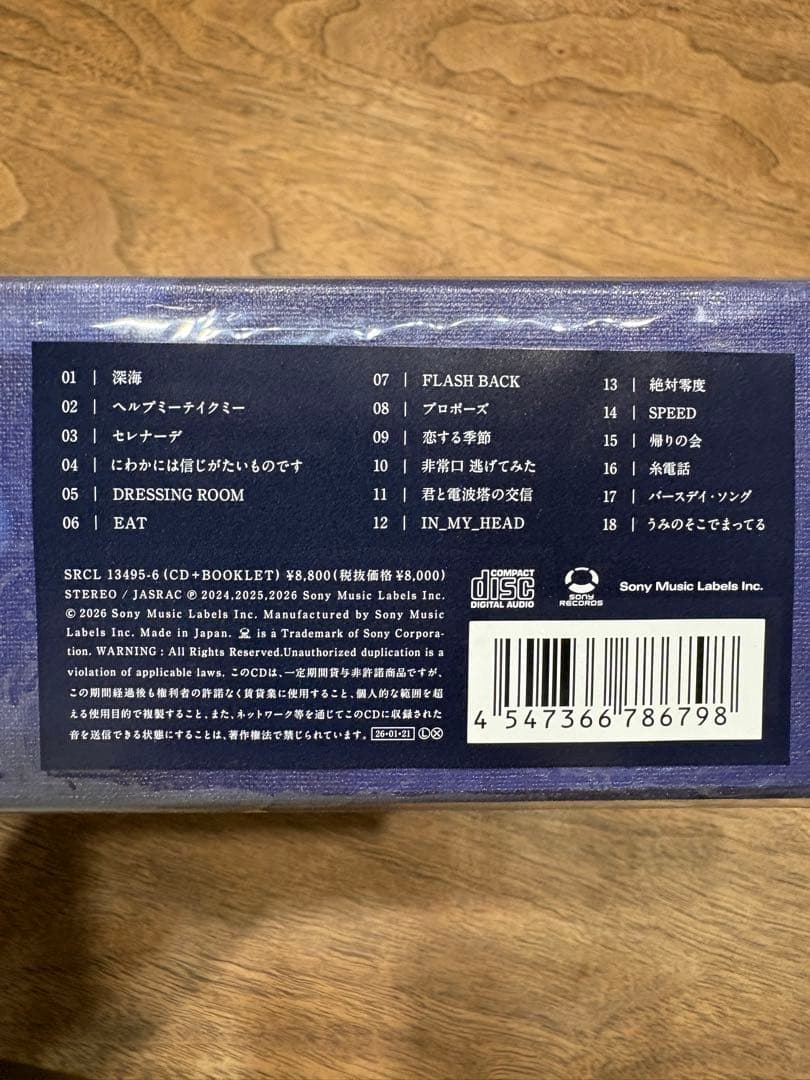 01 | 深海
02 | ヘルプミーテイクミー
03 | セレナーデ
04 | にわかには信じがたいものです
05 | DRESSING ROOM
06 | EAT
07 | FLASH BACK
08 | プロポーズ
09 | 恋する季節
10 | 非常口 逃げてみた
11 | 君と電波塔の交信
12 | IN_MY_HEAD
13 | 絶対零度
14 | SPEED
15 | 帰りの会
16 | 糸電話
17 | バースデイ・ソング
18 | うみのそこでまってる
SRCL 13495-6 (CD+BOOKLET) ¥8,800(税抜価格 ¥8,000)
STEREO / JASRAC ℗ 2024,2025,2026 Sony Music Labels Inc.
© 2026 Sony Music Labels Inc. Manufactured by Sony Music
Labels Inc. Made in Japan. is a Trademark of Sony Corpora-
tion. WARNING : All Rights Reserved.Unauthorized duplication is a
violation of applicable laws. このCDは、一定期間貸与非許諾商品ですが、
この期間経過後も権利者の許諾なく賃貸業に使用すること、個人的な範囲を超
える使用目的で複製すること、また、ネットワーク等を通じてこのCDに収録された
音を送信できる状態にすることは、著作権法で禁じられています。 26・01・21 Ⓛ Ⓧ
COMPACT
disc
DIGITAL AUDIO
SONY
RECORDS
Sony Music Labels Inc.
4 547366 786798